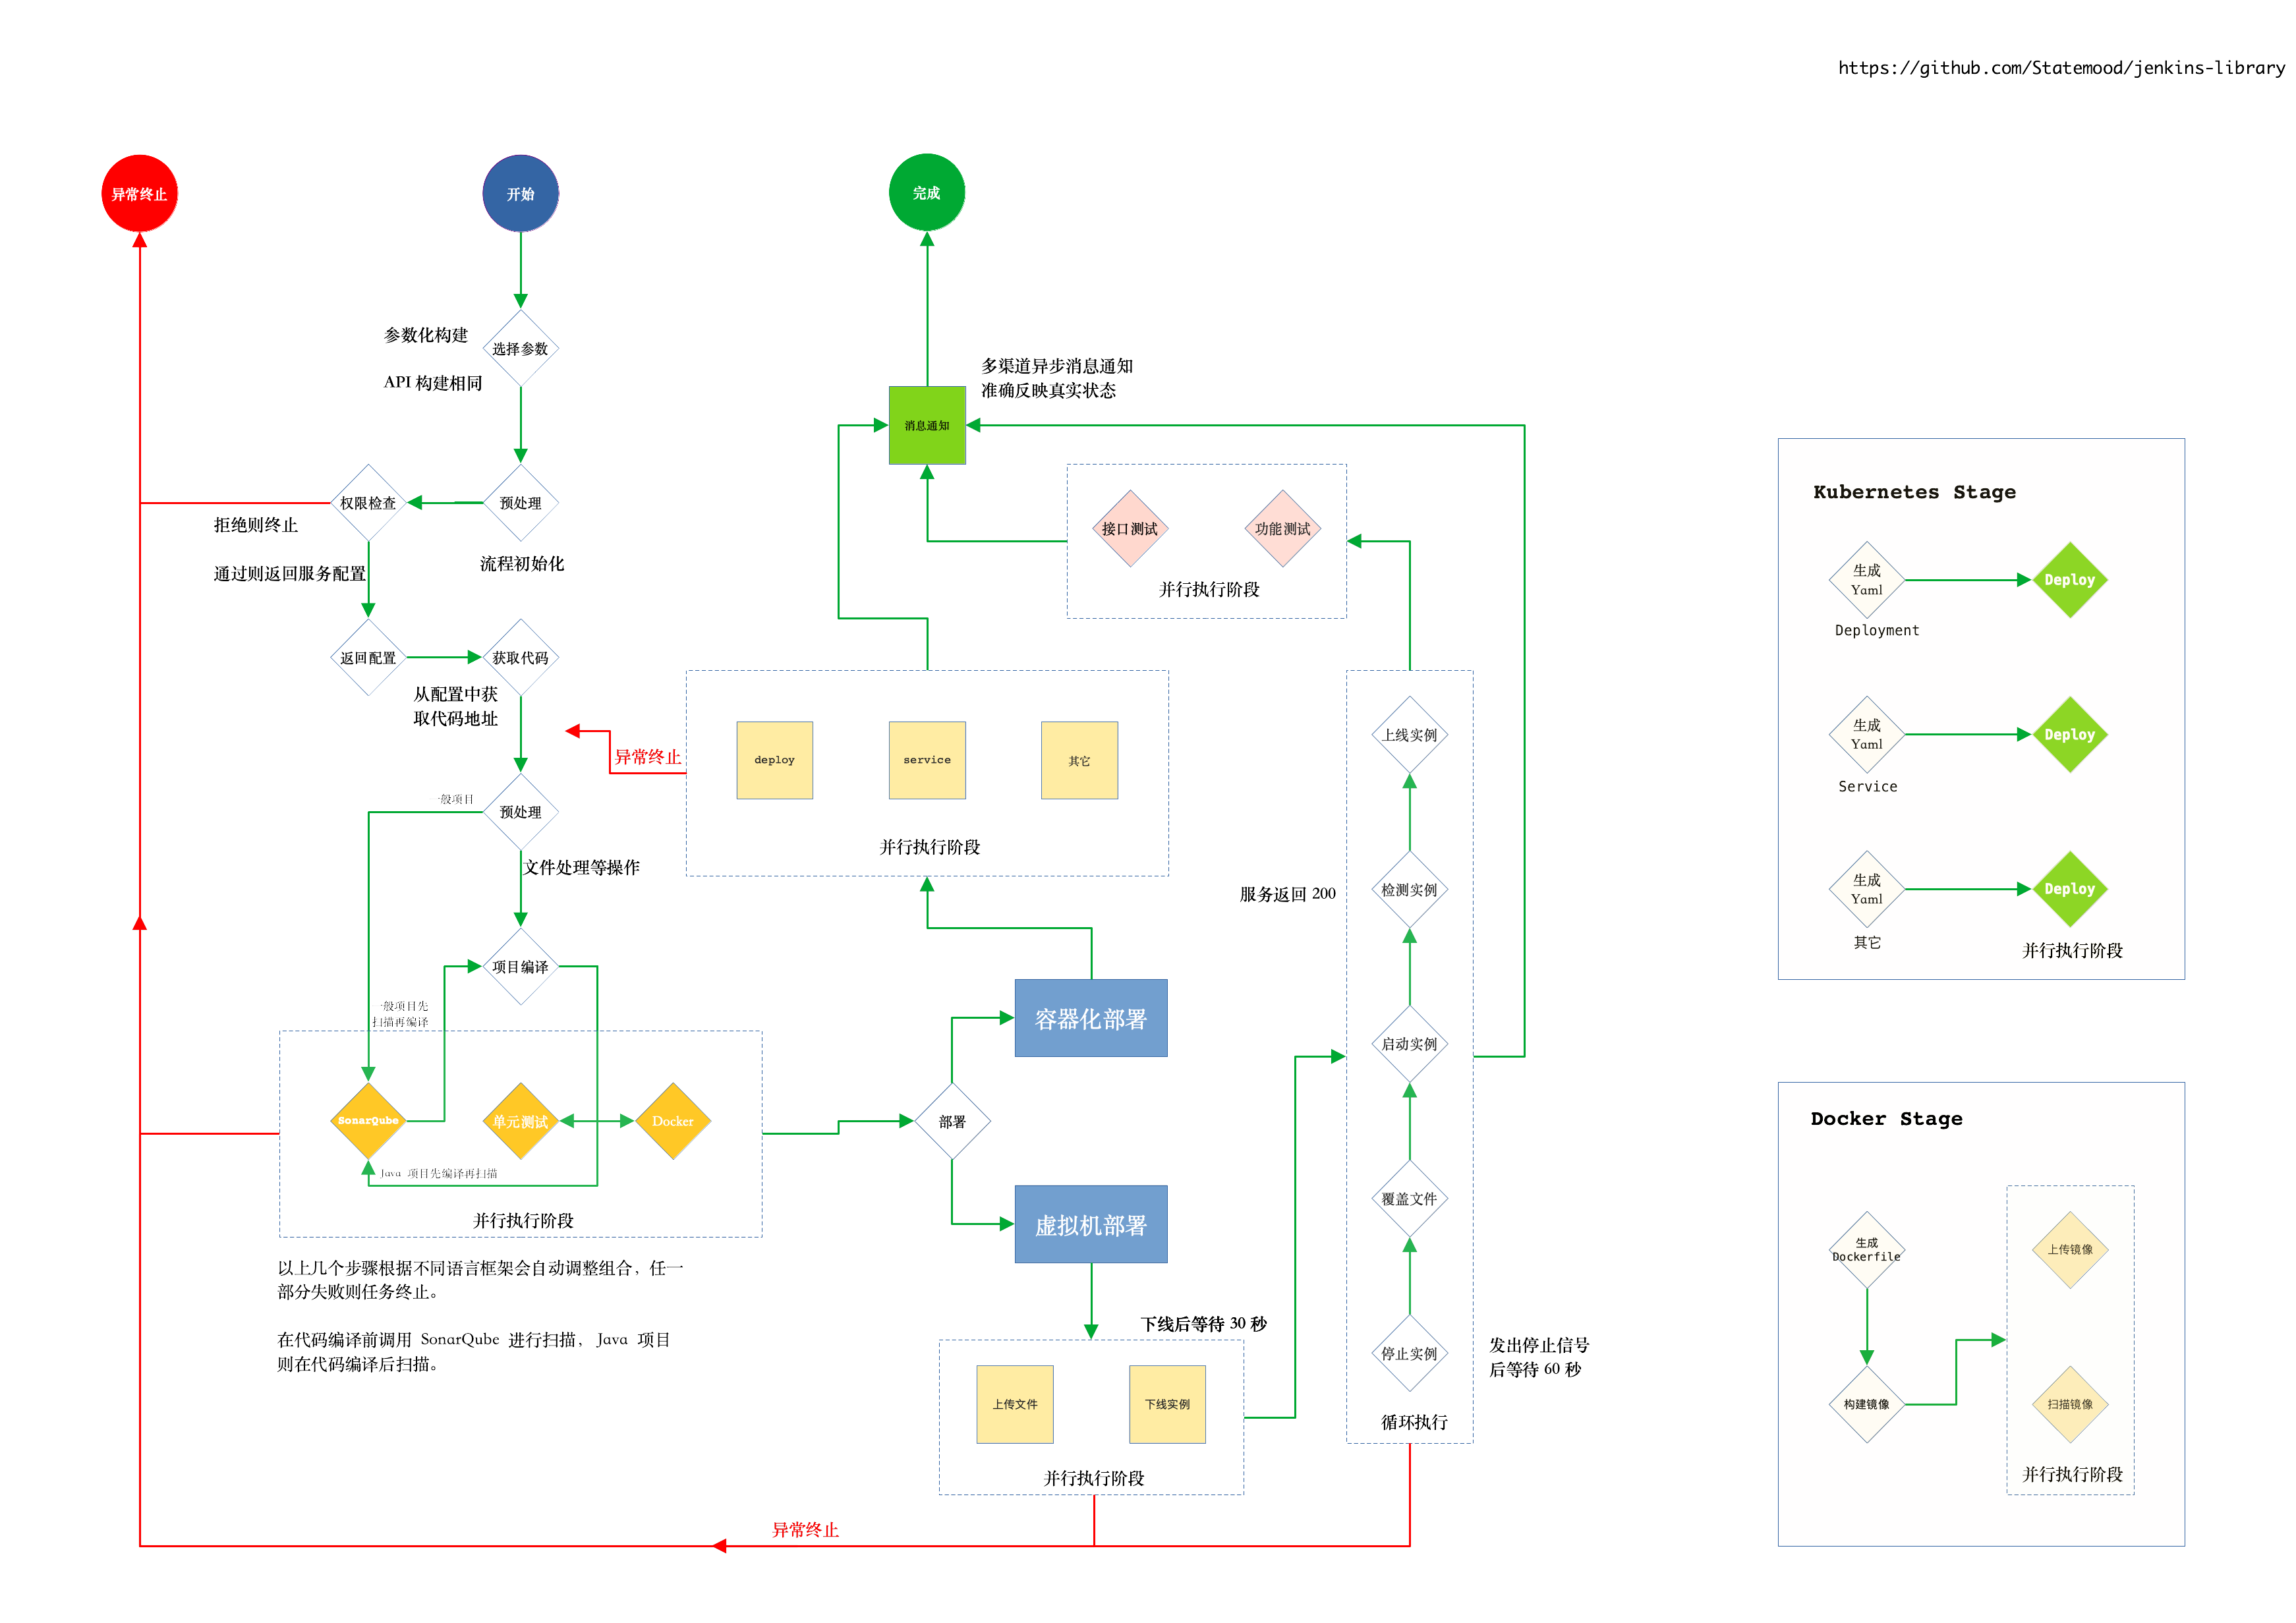 https://github.com/Statemood/jenkins-library
异常终止
开始
完成
参数化构建
API 构建相同
选择参数
多渠道异步消息通知
准确反映真实状态
消息通知
权限检查
预处理
拒绝则终止
通过则返回服务配置
流程初始化
返回配置
获取代码
从配置中获
取代码地址
接口测试
功能测试
并行执行阶段
异常终止
deploy
service
其它
并行执行阶段
一般项目
预处理
文件处理等操作
项目编译
一般项目先
扫描再编译
SonarQube
单元测试
Docker
Java 项目先编译再扫描
并行执行阶段
以上几个步骤根据不同语言框架会自动调整组合，任一
部分失败则任务终止。
在代码编译前调用 SonarQube 进行扫描，Java 项目
则在代码编译后扫描。
部署
容器化部署
虚拟机部署
下线后等待 30 秒
上传文件
下线实例
并行执行阶段
异常终止
上线实例
服务返回 200
检测实例
启动实例
覆盖文件
停止实例
发出停止信号
后等待 60 秒
循环执行
Kubernetes Stage
生成
Yaml
Deploy
Deployment
生成
Yaml
Deploy
Service
生成
Yaml
Deploy
其它
并行执行阶段
Docker Stage
生成
Dockerfile
上传镜像
构建镜像
扫描镜像
并行执行阶段